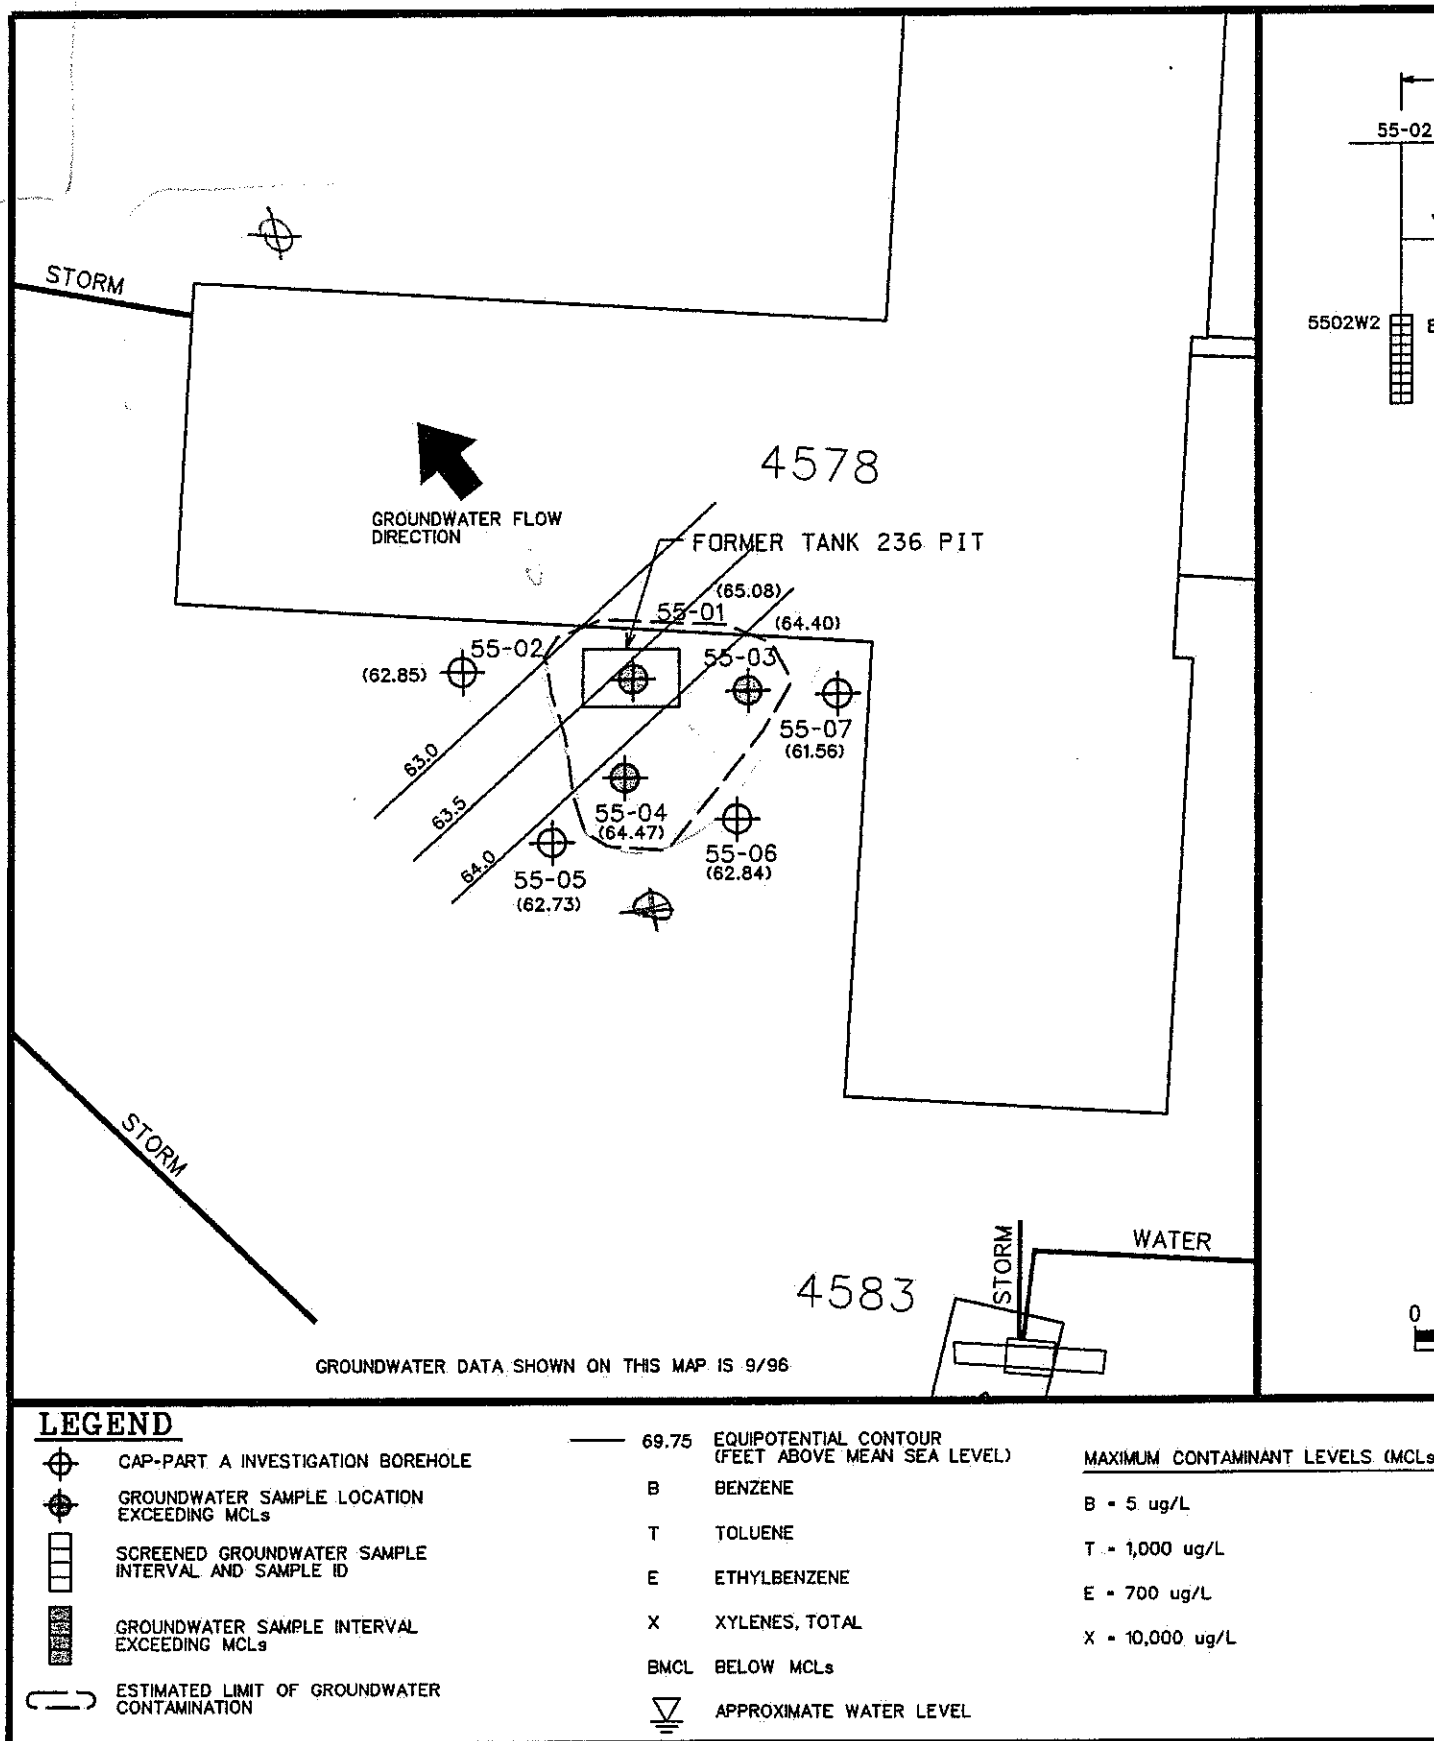 55-02
STORM
5502W2
4578
GROUNDWATER FLOW
DIRECTION
FORMER TANK 236 PIT
(65.08)
55-01
(64.40)
55-02
55-03
(62.85)
55-07
(61.56)
63.0
63.5
55-04
(64.47)
55-06
(62.84)
64.0
55-05
(62.73)
STORM
STORM
WATER
4583
0
GROUNDWATER DATA SHOWN ON THIS MAP IS 9/96
LEGEND
CAP-PART A INVESTIGATION BOREHOLE
GROUNDWATER SAMPLE LOCATION
EXCEEDING MCLs
SCREENED GROUNDWATER SAMPLE
INTERVAL AND SAMPLE ID
GROUNDWATER SAMPLE INTERVAL
EXCEEDING MCLs
ESTIMATED LIMIT OF GROUNDWATER
CONTAMINATION
69.75 EQUIPOTENTIAL CONTOUR
(FEET ABOVE MEAN SEA LEVEL)
B BENZENE
T TOLUENE
E ETHYLBENZENE
X XYLENES, TOTAL
BMCL BELOW MCLs
APPROXIMATE WATER LEVEL
MAXIMUM CONTAMINANT LEVELS (MCLs
B = 5 ug/L
T = 1,000 ug/L
E = 700 ug/L
X = 10,000 ug/L